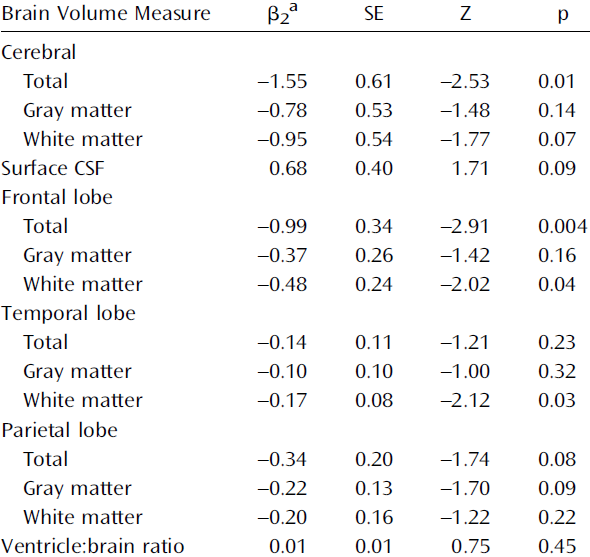 Brain Volume Measure β₂ᵃ SE Z p
Cerebral
Total −1.55 0.61 −2.53 0.01
Gray matter −0.78 0.53 −1.48 0.14
White matter −0.95 0.54 −1.77 0.07
Surface CSF 0.68 0.40 1.71 0.09
Frontal lobe
Total −0.99 0.34 −2.91 0.004
Gray matter −0.37 0.26 −1.42 0.16
White matter −0.48 0.24 −2.02 0.04
Temporal lobe
Total −0.14 0.11 −1.21 0.23
Gray matter −0.10 0.10 −1.00 0.32
White matter −0.17 0.08 −2.12 0.03
Parietal lobe
Total −0.34 0.20 −1.74 0.08
Gray matter −0.22 0.13 −1.70 0.09
White matter −0.20 0.16 −1.22 0.22
Ventricle:brain ratio 0.01 0.01 0.75 0.45